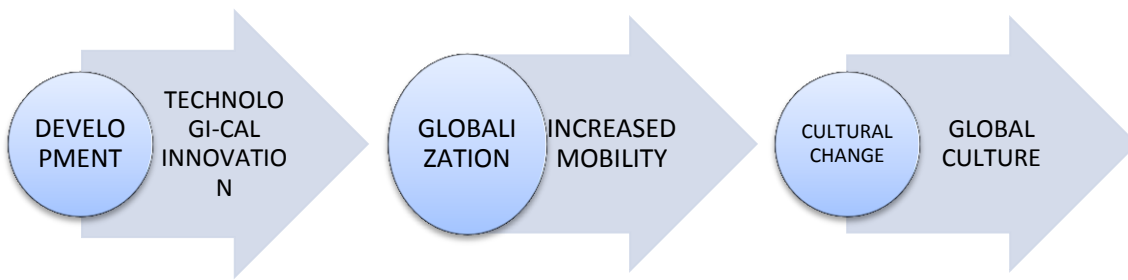 DEVELO
PMENT
TECHNOLO
GI-CAL
INNOVATIO
N
GLOBALI
ZATION
INCREASED
MOBILITY
CULTURAL
CHANGE
GLOBAL
CULTURE